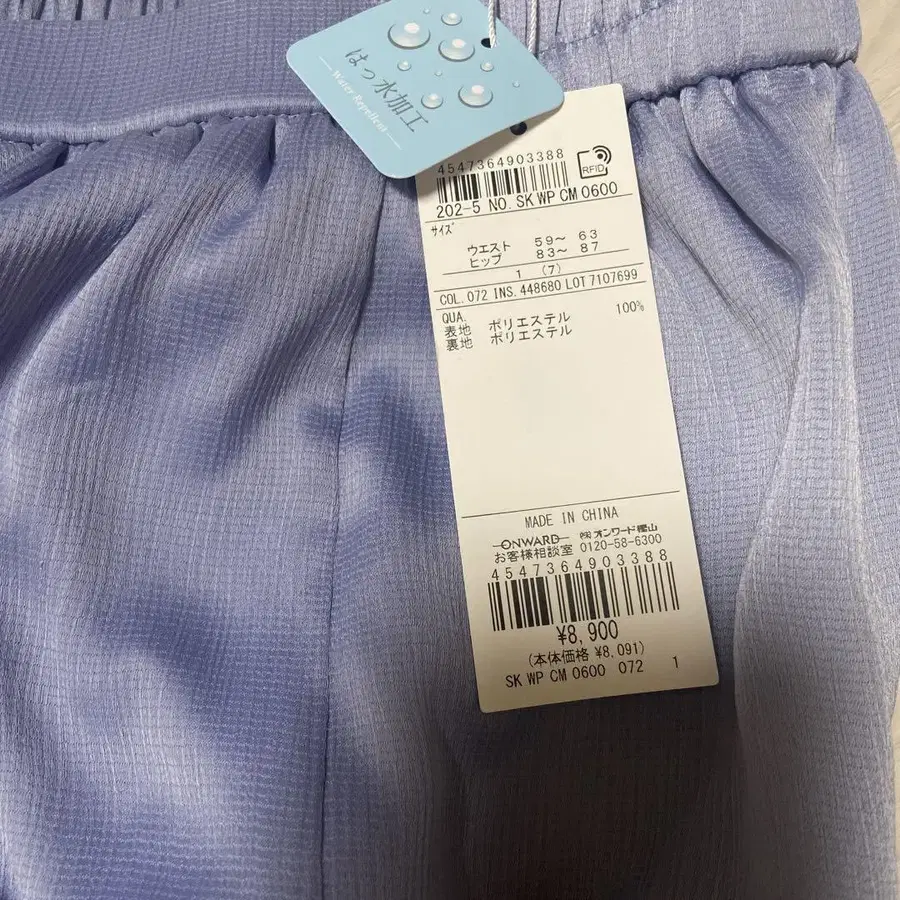 はっ水加工
Water Repellent
4547364903388
RFID
202-5 NO. SK WP CM 0600
サイズ
ウエスト 59～ 63
ヒップ 83～ 87
1 (7)
COL. 072 INS. 448680 LOT 7107699
QUA.
表地 ポリエステル 100%
裏地 ポリエステル
MADE IN CHINA
ONWARD ㈱オンワード樫山
お客様相談室 0120-58-6300
4547364903388
¥8,900
(本体価格 ¥8,091)
SK WP CM 0600 072 1